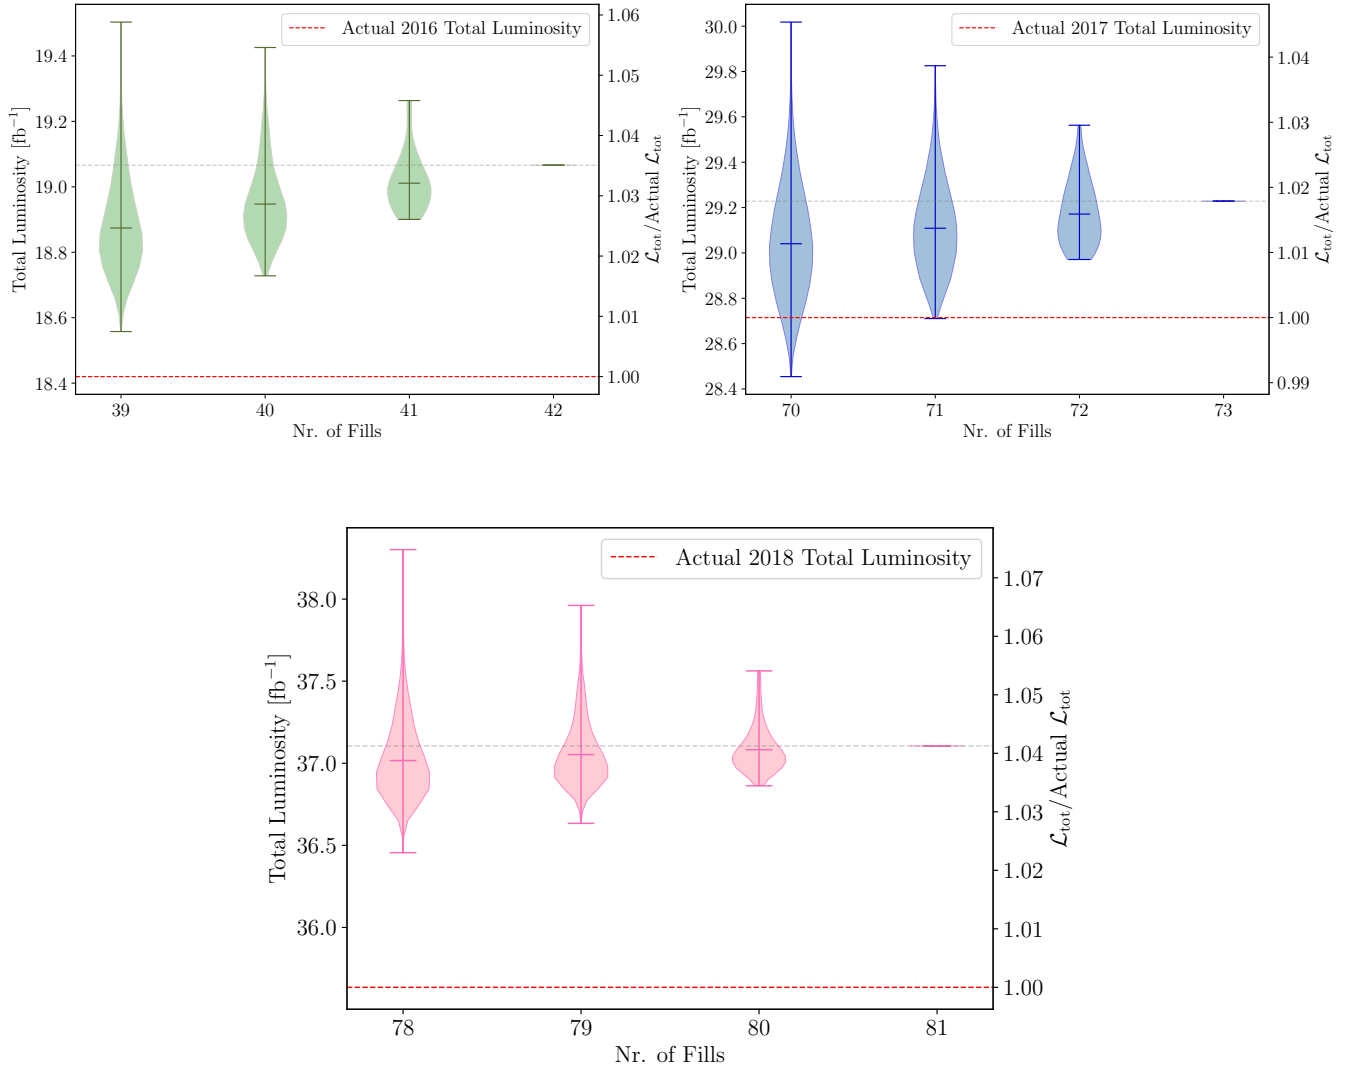 Actual 2016 Total Luminosity
Total Luminosity [fb⁻¹]
19.4
19.2
19.0
18.8
18.6
18.4
39 40 41 42
Nr. of Fills
1.06
1.05
1.04
1.03
1.02
1.01
1.00
ℒtot/Actual ℒtot
Actual 2017 Total Luminosity
Total Luminosity [fb⁻¹]
30.0
29.8
29.6
29.4
29.2
29.0
28.8
28.6
28.4
70 71 72 73
Nr. of Fills
1.04
1.03
1.02
1.01
1.00
0.99
ℒtot/Actual ℒtot
Actual 2018 Total Luminosity
Total Luminosity [fb⁻¹]
38.0
37.5
37.0
36.5
36.0
78 79 80 81
Nr. of Fills
1.07
1.06
1.05
1.04
1.03
1.02
1.01
1.00
ℒtot/Actual ℒtot